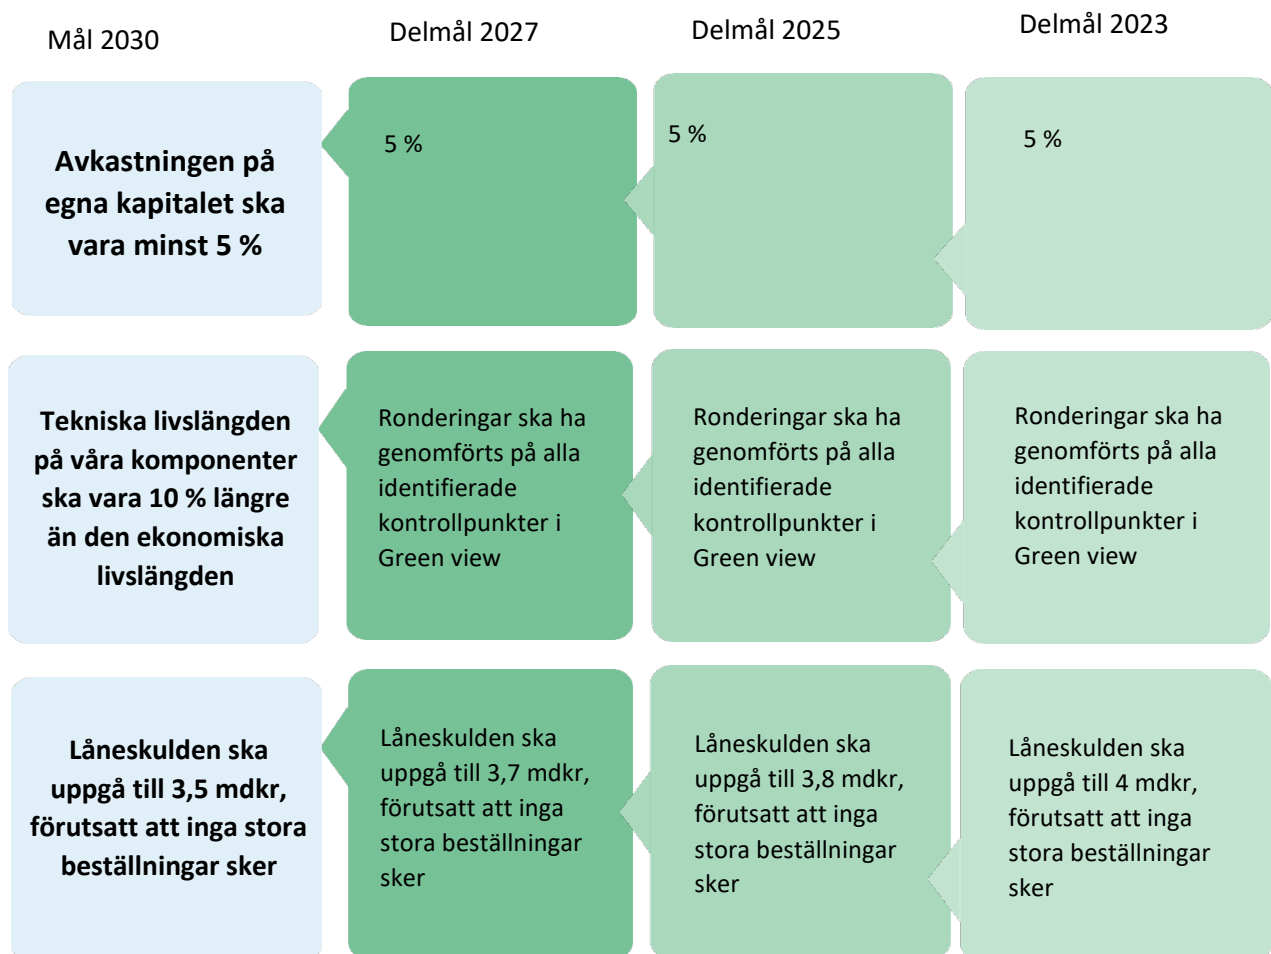 Mål 2030
Delmål 2027
Delmål 2025
Delmål 2023
Avkastningen på
egna kapitalet ska
vara minst 5 %
5 %
5 %
5 %
Tekniska livslängden
på våra komponenter
ska vara 10 % längre
än den ekonomiska
livslängden
Ronderingar ska ha
genomförts på alla
identifierade
kontrollpunkter i
Green view
Ronderingar ska ha
genomförts på alla
identifierade
kontrollpunkter i
Green view
Ronderingar ska ha
genomförts på alla
identifierade
kontrollpunkter i
Green view
Låneskulden ska
uppgå till 3,5 mdkr,
förutsatt att inga stora
beställningar sker
Låneskulden ska
uppgå till 3,7 mdkr,
förutsatt att inga
stora beställningar
sker
Låneskulden ska
uppgå till 3,8 mdkr,
förutsatt att inga
stora beställningar
sker
Låneskulden ska
uppgå till 4 mdkr,
förutsatt att inga
stora beställningar
sker